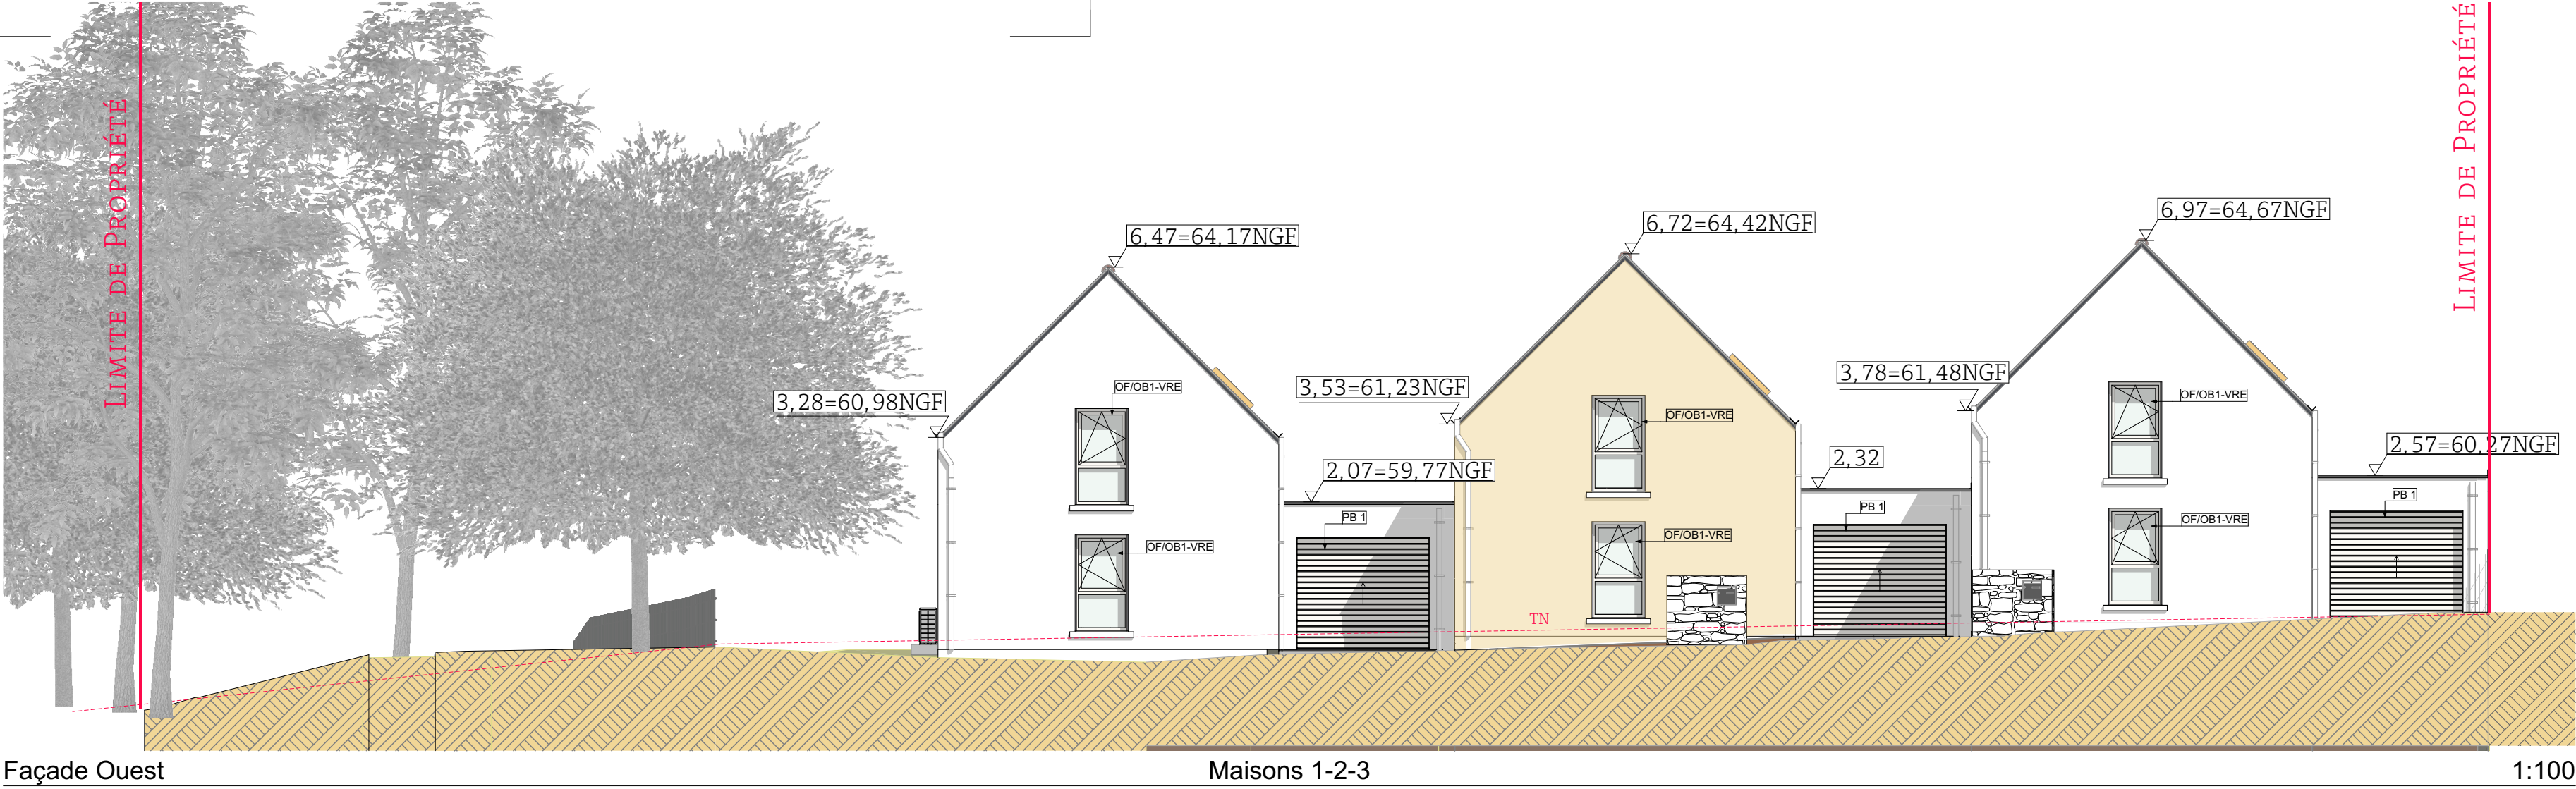 LIMITE DE PROPRIÉTÉ
LIMITE DE PROPRIÉTÉ
6,47=64,17NGF
6,72=64,42NGF
6,97=64,67NGF
3,28=60,98NGF
3,53=61,23NGF
3,78=61,48NGF
OF/OB1-VRE
OF/OB1-VRE
OF/OB1-VRE
2,07=59,77NGF
2,32
2,57=60,27NGF
PB 1
PB 1
PB 1
OF/OB1-VRE
OF/OB1-VRE
OF/OB1-VRE
TN
Façade Ouest
Maisons 1-2-3
1:100